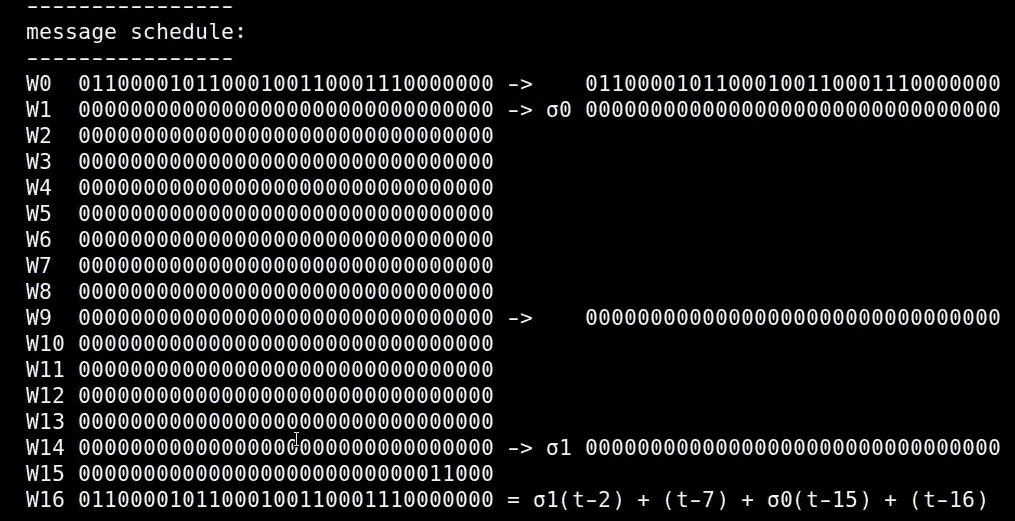 ----------------
message schedule:
----------------
W0 01100001011000100110001110000000 -> 01100001011000100110001110000000
W1 00000000000000000000000000000000 -> σ0 00000000000000000000000000000000
W2 00000000000000000000000000000000
W3 00000000000000000000000000000000
W4 00000000000000000000000000000000
W5 00000000000000000000000000000000
W6 00000000000000000000000000000000
W7 00000000000000000000000000000000
W8 00000000000000000000000000000000
W9 00000000000000000000000000000000 -> 00000000000000000000000000000000
W10 00000000000000000000000000000000
W11 00000000000000000000000000000000
W12 00000000000000000000000000000000
W13 00000000000000000000000000000000
W14 00000000000000000000000000000000 -> σ1 00000000000000000000000000000000
W15 00000000000000000000000000011000
W16 01100001011000100110001110000000 = σ1(t-2) + (t-7) + σ0(t-15) + (t-16)